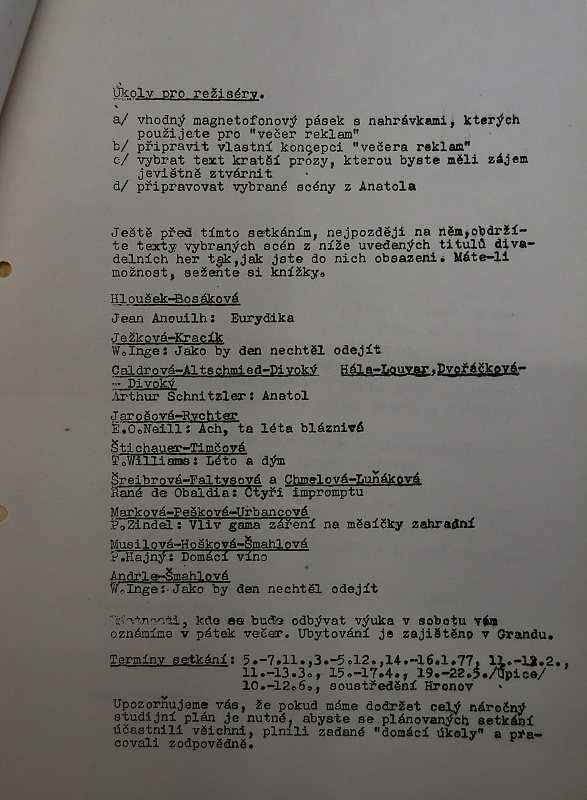 Úkoly pro režiséry.
a/ vhodný magnetofonový pásek s nahrávkami, kterých
použijete pro "večer reklam"
b/ připravit vlastní koncepci "večera reklam"
c/ vybrat text kratší prózy, kterou byste měli zájem
jevištně ztvárnit
d/ připravovat vybrané scény z Anatola
Ještě před tímto setkáním, nejpozději na něm,obdrží-
te texty vybraných scén z níže uvedených titulů diva-
delních her tak,jak jste do nich obsazeni. Máte-li
možnost, sežeňte si knížky.
Hloušek-Bosáková
Jean Anouilh: Eurydika
Ježková-Kracík
W.Inge: Jako by den nechtěl odejít
Caldrová-Altschmied-Divoký Hála-Louvar,Dvořáčková-
- Divoký
Arthur Schnitzler: Anatol
Jarošová-Rychter
E.O.Neill: Ach, ta léta bláznivá
Štichauer-Timčová
T.Williams: Léto a dým
Šreibrová-Faltysová a Chmelová-Luňáková
René de Obaldia: Čtyři impromptu
Marková-Pešková-Urbancová
P.Zindel: Vliv gama záření na měsíčky zahradní
Musilová-Hošková-Šmahlová
P.Hajný: Domácí víno
Andrle-Šmahlová
W.Inge: Jako by den nechtěl odejít
kde se bude odbývat výuka v sobotu vám
oznámíme v pátek večer. Ubytování je zajištěno v Grandu.
Termíny setkání: 5.-7.11.,3.-5.12.,14.-16.1.77, 11.-13.2.,
11.-13.3., 15.-17.4., 19.-22.5./Úpice/
10.-12.6., soustředění Hronov
Upozorňujeme vás, že pokud máme dodržet celý náročný
studijní plán je nutné, abyste se plánovaných setkání
účastnili všichni, plnili zadané "domácí úkoly" a pra-
covali zodpovědně.